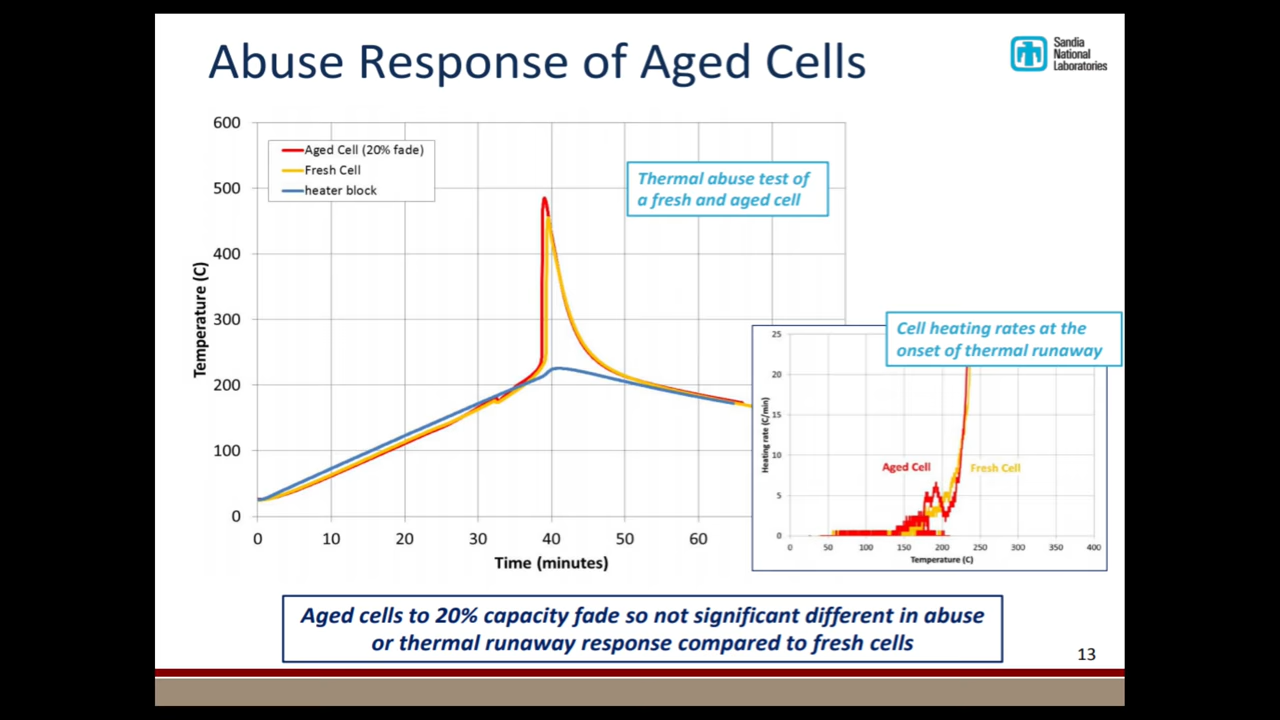 Abuse Response of Aged Cells
Sandia
National
Laboratories
600
500
400
300
200
100
0
Temperature (C)
Aged Cell (20% fade)
Fresh Cell
heater block
Thermal abuse test of
a fresh and aged cell
0 10 20 30 40 50 60
Time (minutes)
Cell heating rates at the
onset of thermal runaway
25
20
15
10
5
0
Heating rate (C/min)
Aged Cell
Fresh Cell
0 50 100 150 200 250 300 350 400
Temperature (C)
Aged cells to 20% capacity fade so not significant different in abuse
or thermal runaway response compared to fresh cells
13